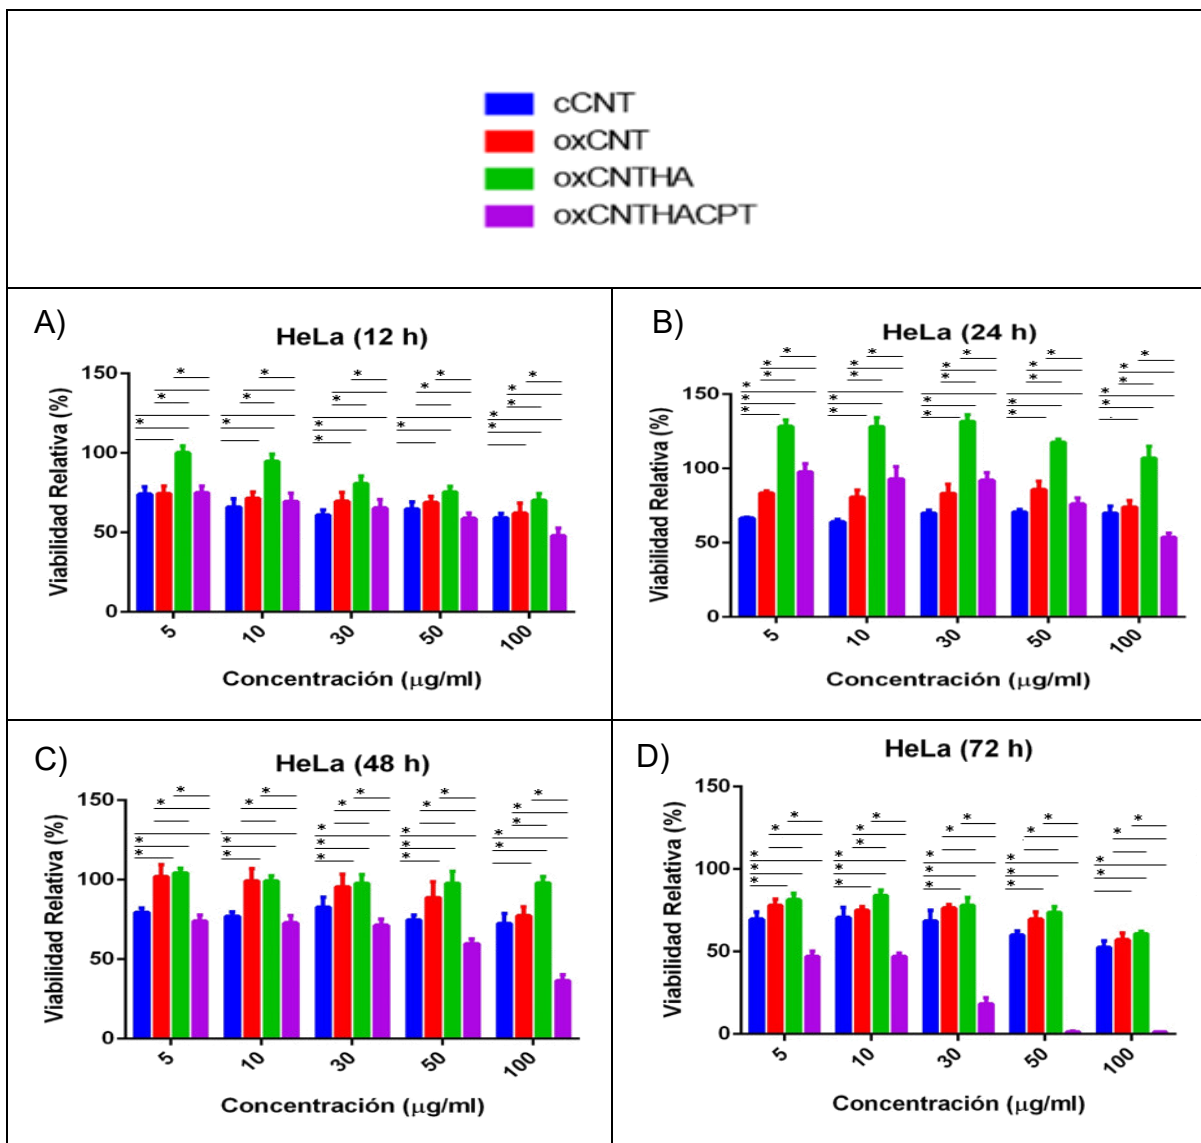 cCNT
oxCNT
oxCNTHA
oxCNTHACPT
A)
HeLa (12 h)
Viabilidad Relativa (%)
150
100
50
0
5 10 30 50 100
Concentración (µg/ml)
B)
HeLa (24 h)
Viabilidad Relativa (%)
150
100
50
0
5 10 30 50 100
Concentración (µg/ml)
C)
HeLa (48 h)
Viabilidad Relativa (%)
150
100
50
0
5 10 30 50 100
Concentración (µg/ml)
D)
HeLa (72 h)
Viabilidad Relativa (%)
150
100
50
0
5 10 30 50 100
Concentración (µg/ml)